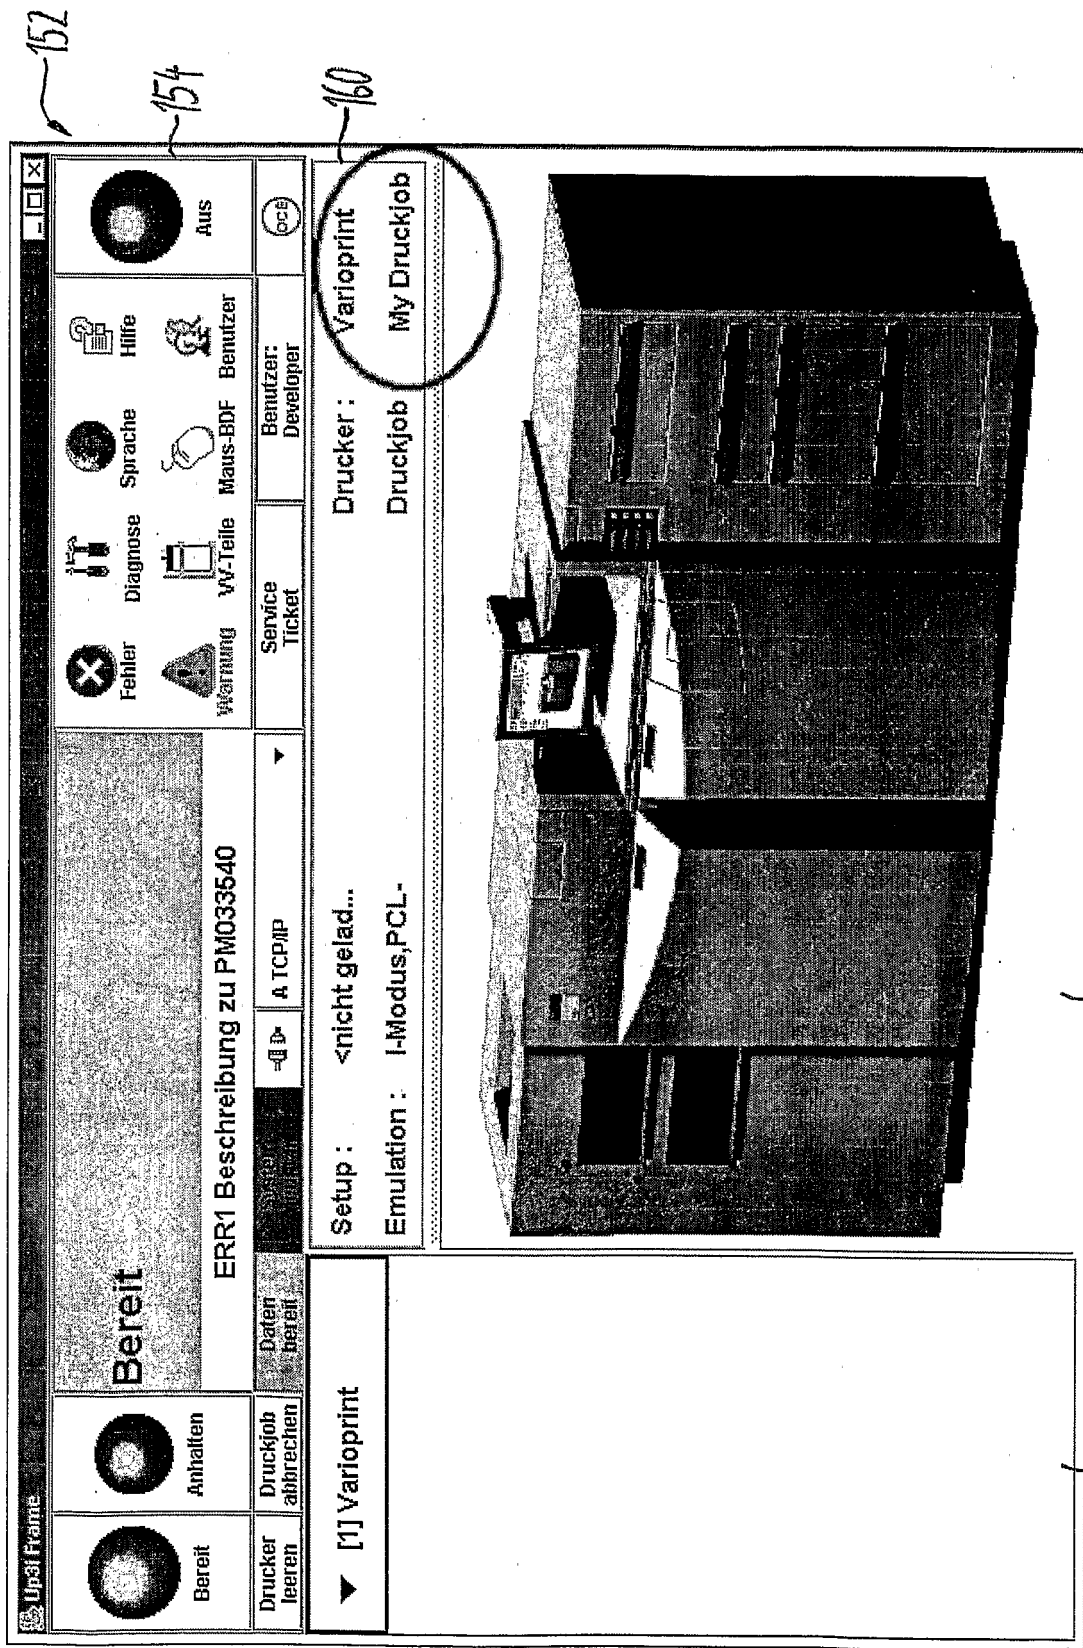 152
Up3I Frame
154
Bereit
Anhalten
Bereit
ERR1 Beschreibung zu PM033540
Fehler
Diagnose
Sprache
Hilfe
Warnung
VV-Teile
Maus-BDF
Benutzer
Aus
Drucker leeren
Druckjob abbrechen
Daten bereit
A TCP/IP
Service Ticket
Benutzer: Developer
océ
160
[1] Varioprint
Setup : <nicht gelad... Drucker : Varioprint
Emulation : I-Modus,PCL- Druckjob My Druckjob